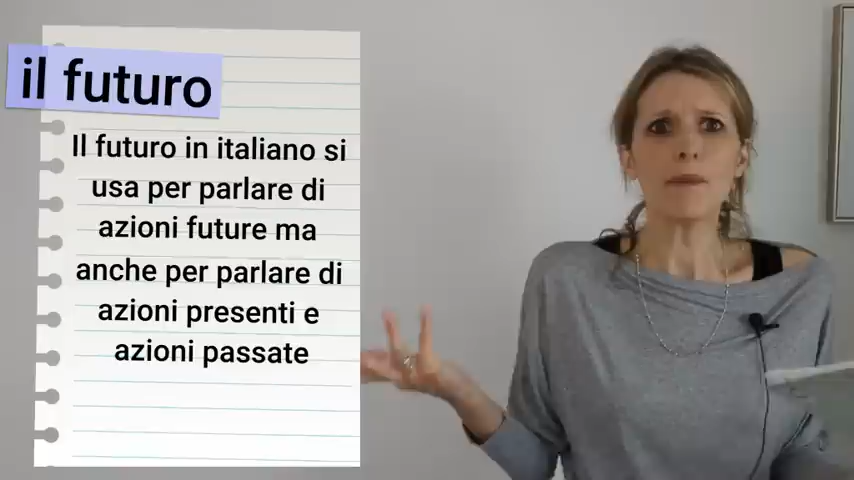 il futuro
Il futuro in italiano si
usa per parlare di
azioni future ma
anche per parlare di
azioni presenti e
azioni passate